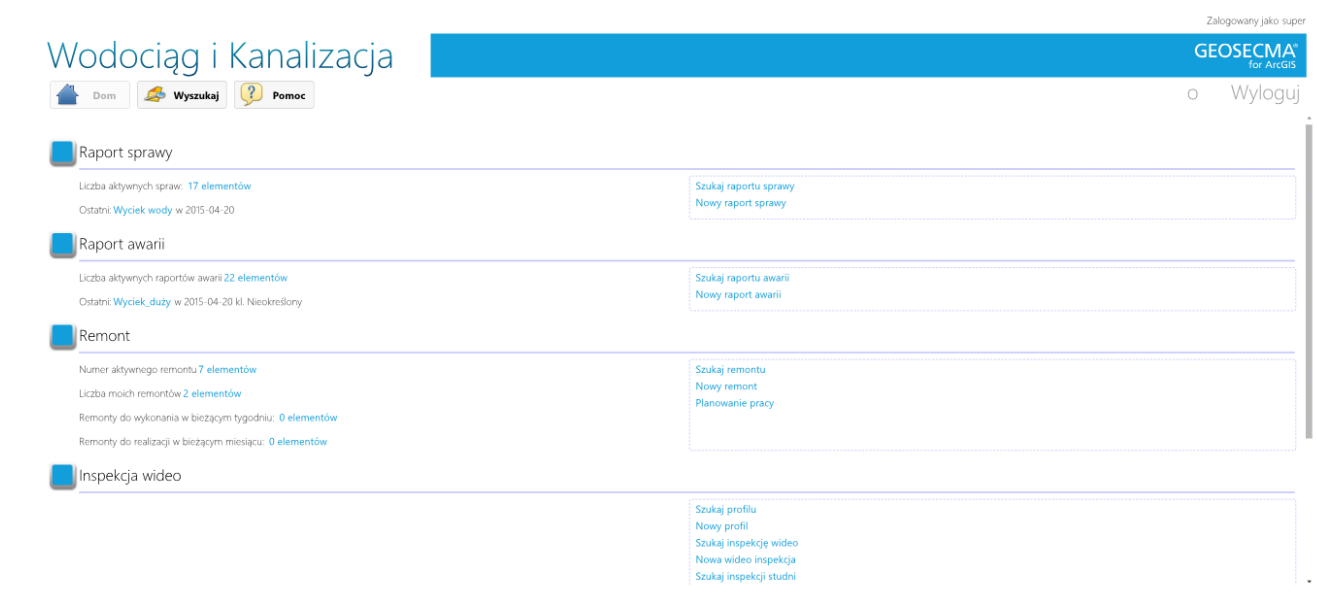 Zalogowany jako super
Wodociąg i Kanalizacja
GEOSECMA®
for ArcGIS
Dom
Wyszukaj
Pomoc
o
Wyloguj
Raport sprawy
Liczba aktywnych spraw: 17 elementów
Ostatni: Wyciek wody w 2015-04-20
Szukaj raportu sprawy
Nowy raport sprawy
Raport awarii
Liczba aktywnych raportów awarii 22 elementów
Ostatni: Wyciek_duży w 2015-04-20 kl. Nieokreślony
Szukaj raportu awarii
Nowy raport awarii
Remont
Numer aktywnego remontu 7 elementów
Liczba moich remontów 2 elementów
Remonty do wykonania w bieżącym tygodniu: 0 elementów
Remonty do realizacji w bieżącym miesiącu: 0 elementów
Szukaj remontu
Nowy remont
Planowanie pracy
Inspekcja wideo
Szukaj profilu
Nowy profil
Szukaj inspekcję wideo
Nowa wideo inspekcja
Szukaj inspekcji studni